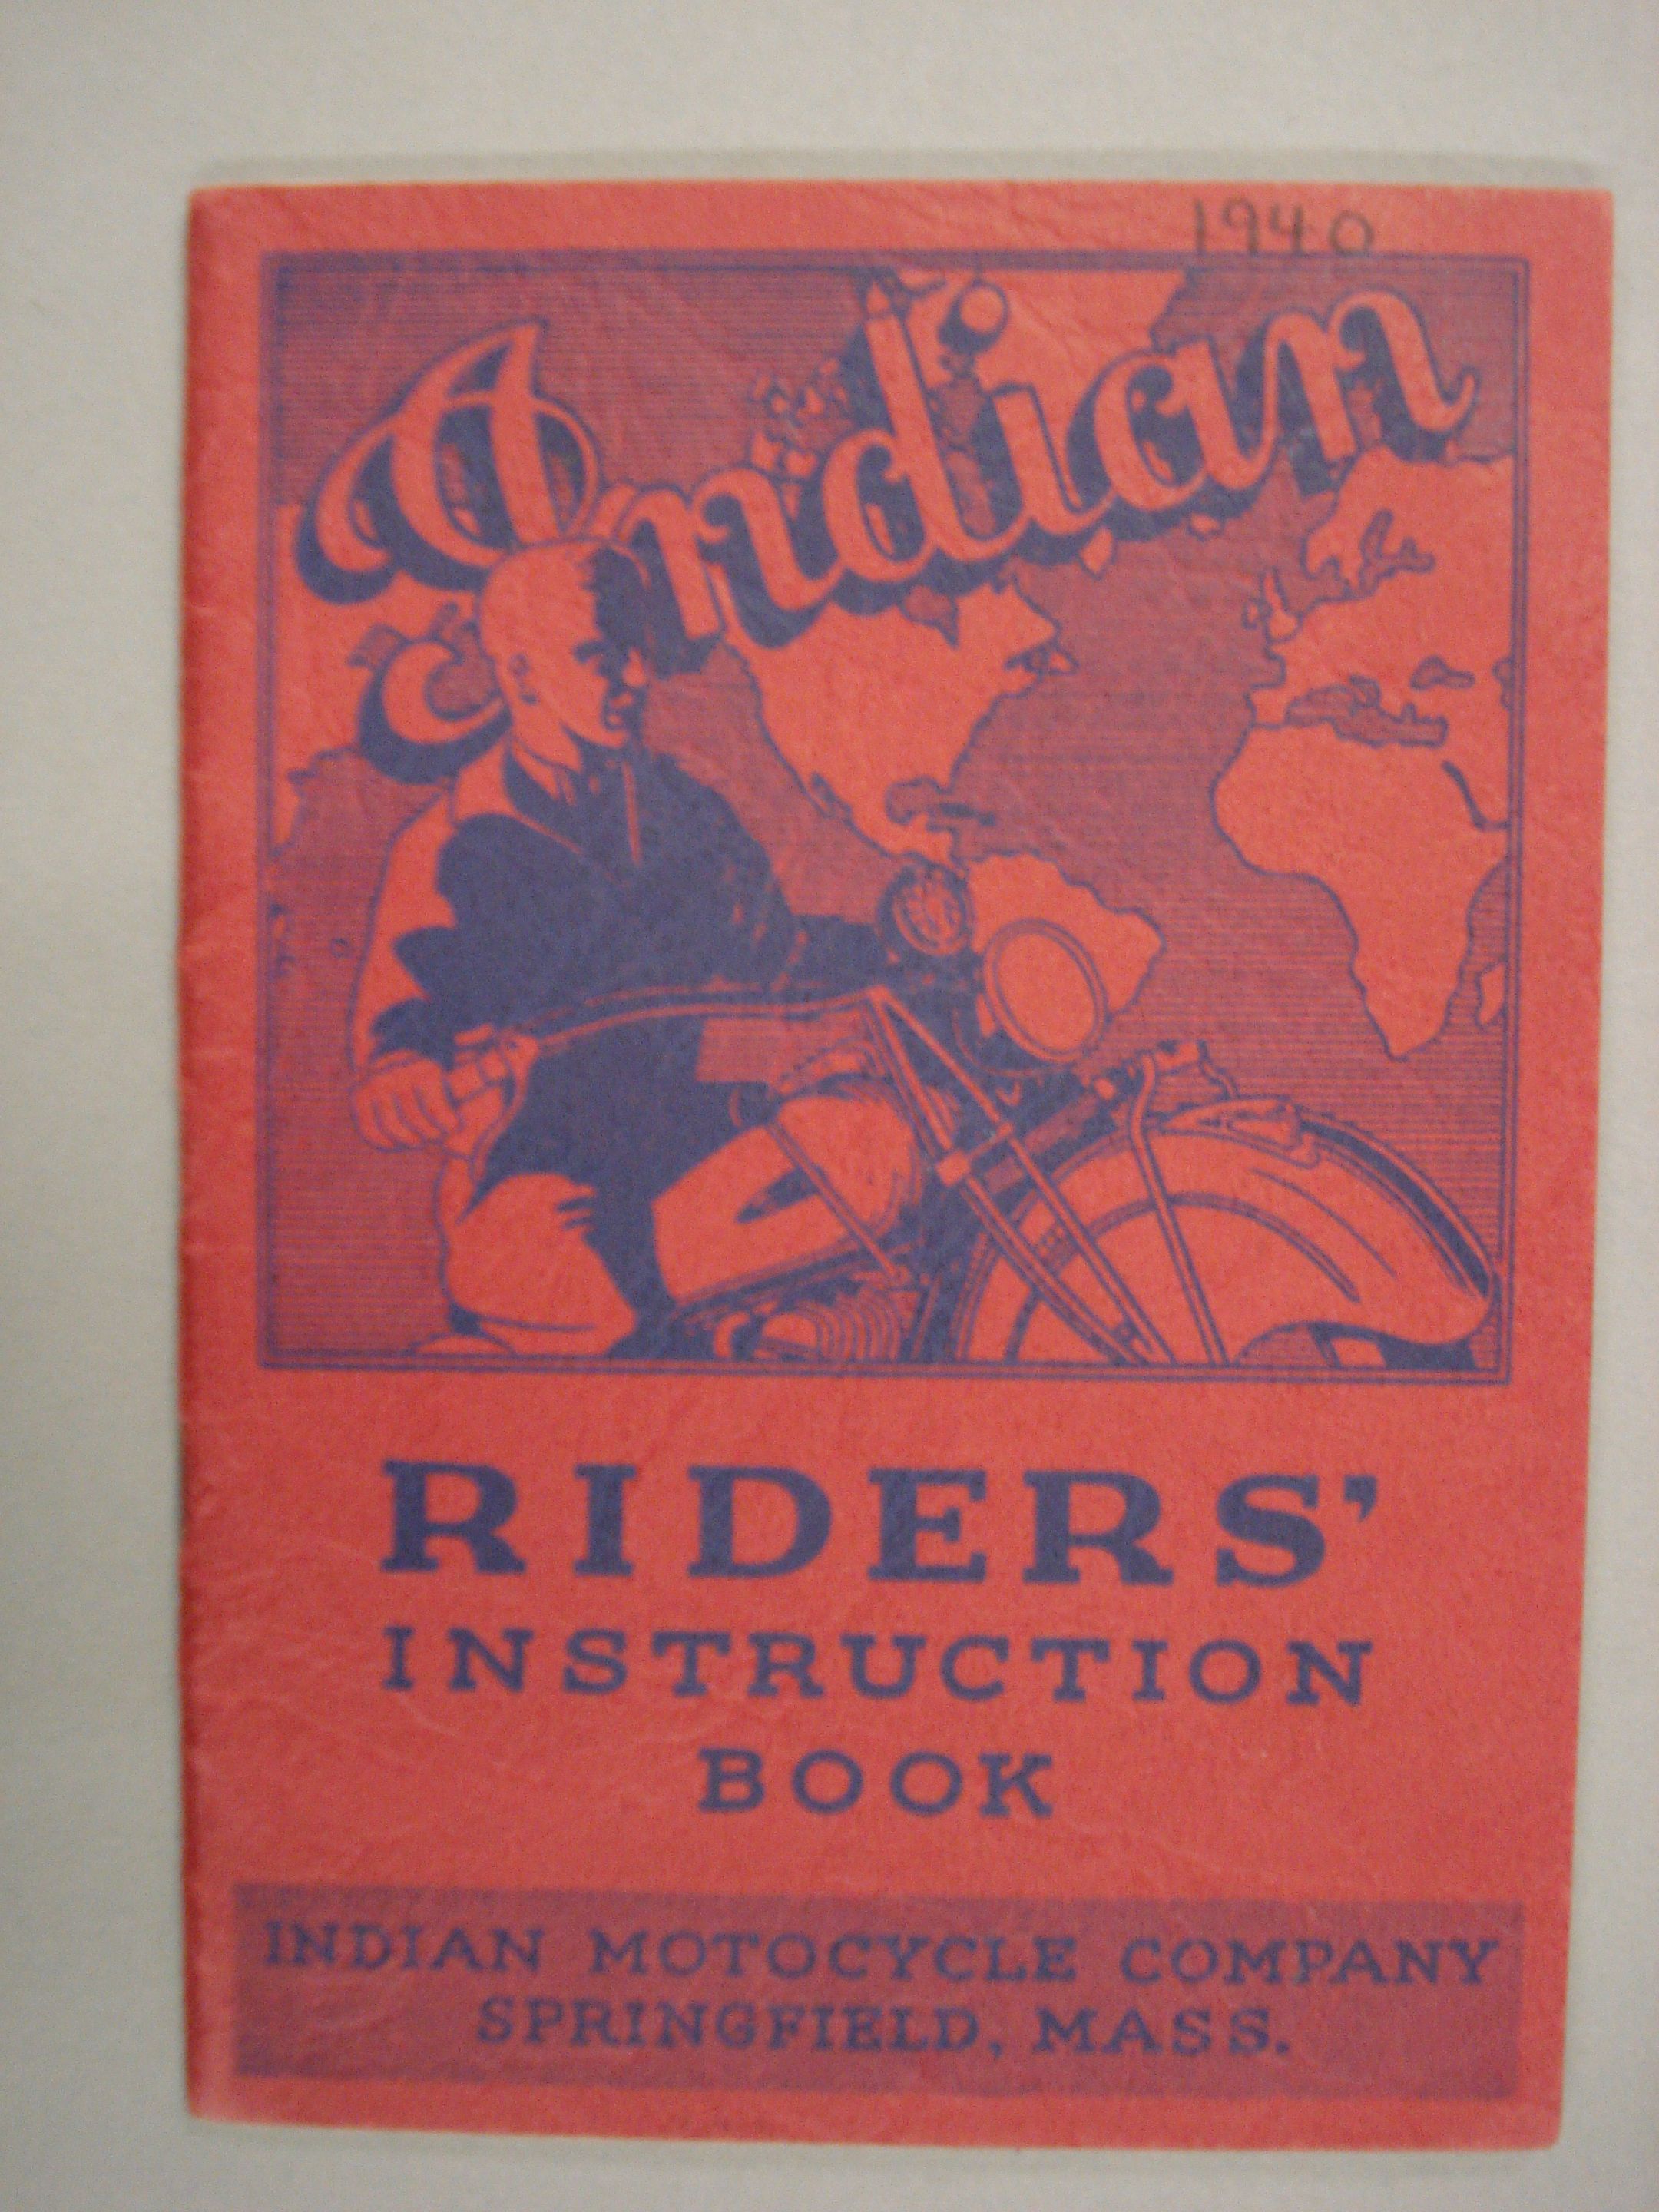 1940
Indian
RIDERS'
INSTRUCTION
BOOK
INDIAN MOTOCYCLE COMPANY
SPRINGFIELD, MASS.